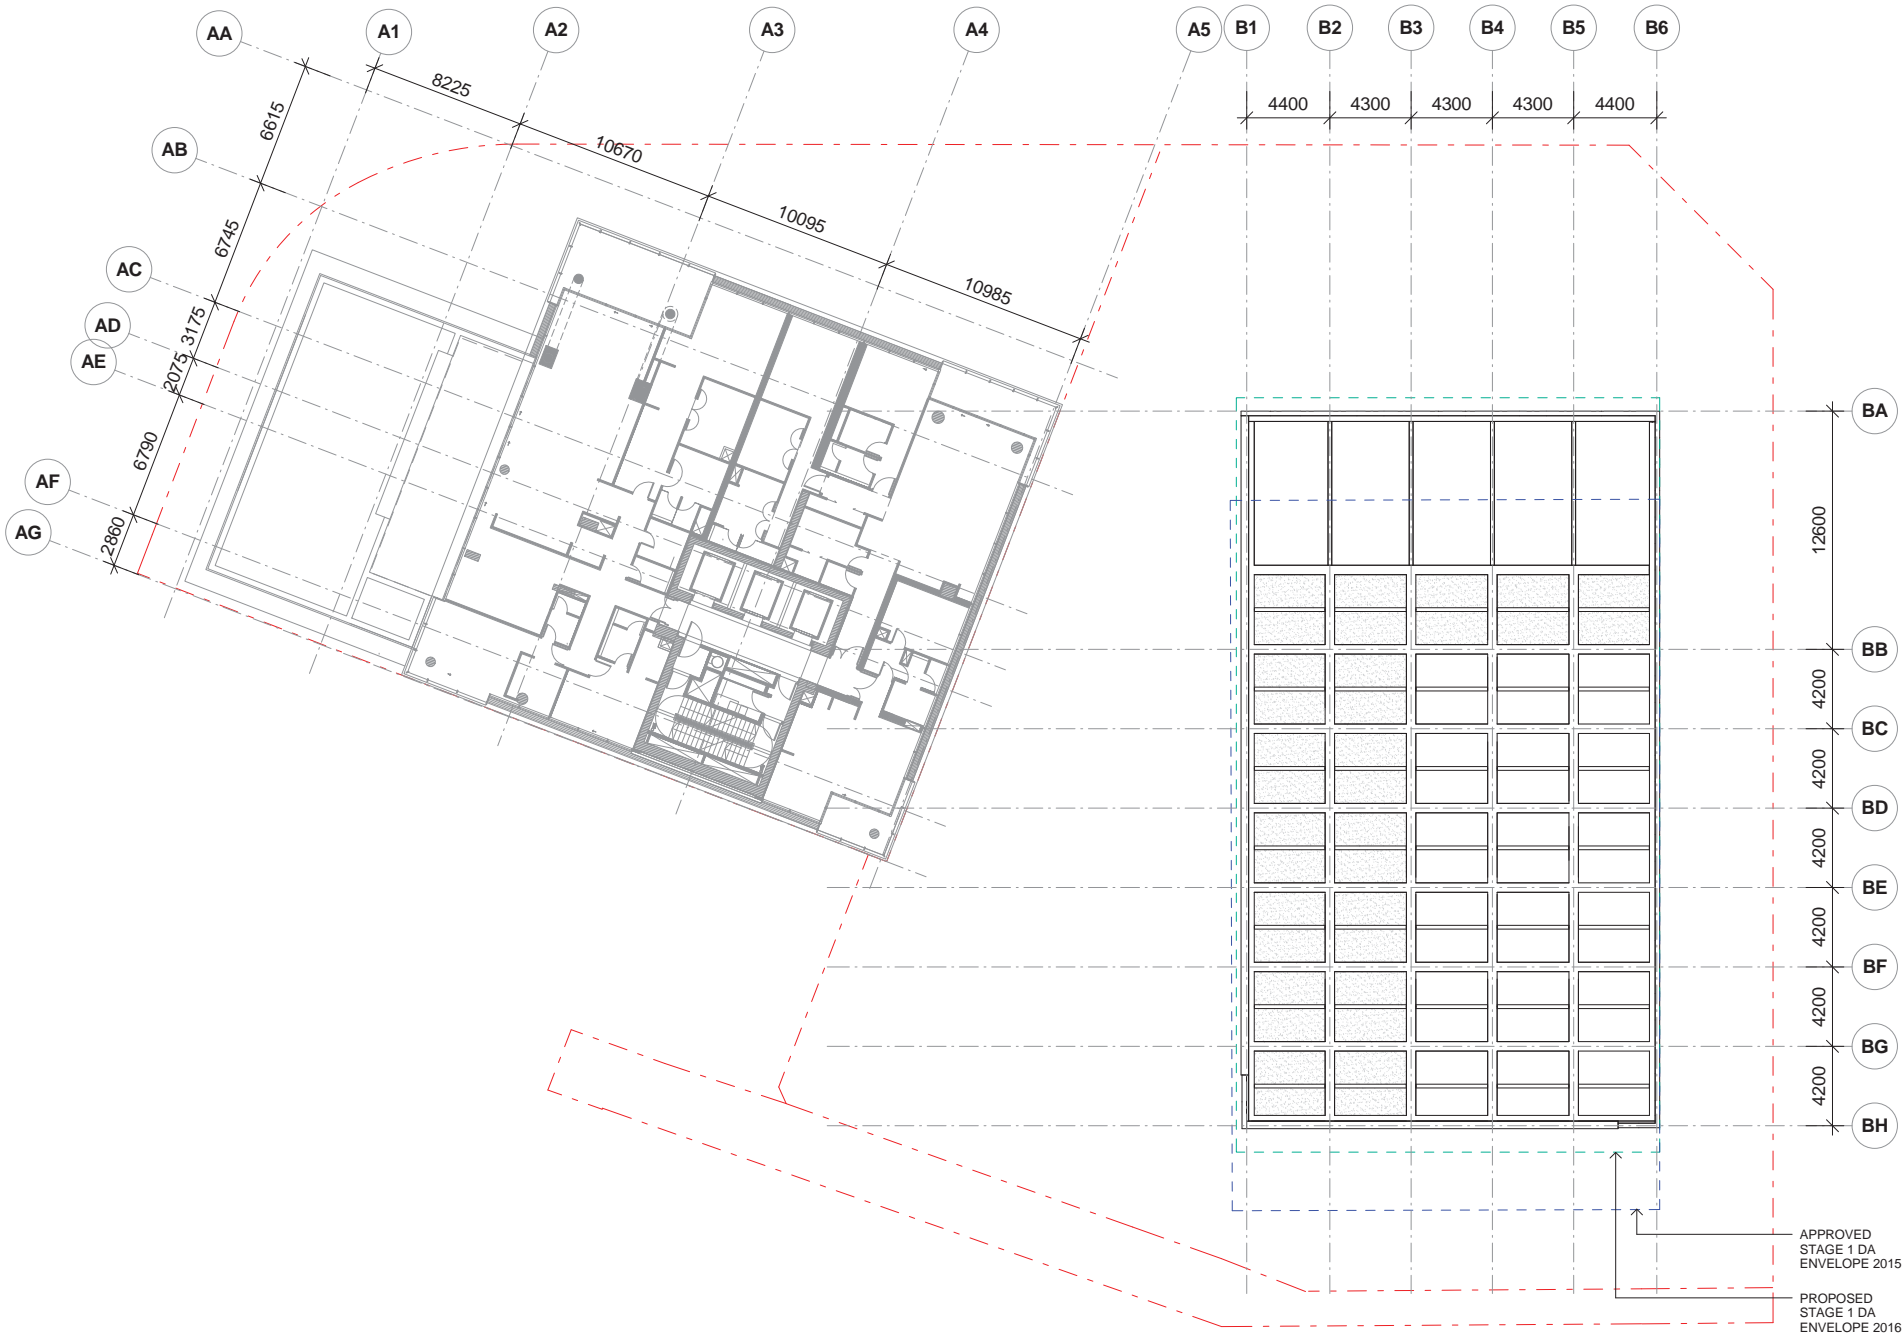 AA
A1
A2
A3
A4
A5
B1
B2
B3
B4
B5
B6
8225
10670
10095
10985
4400
4300
4300
4300
4400
AB
AC
AD
AE
AF
AG
6615
6745
3175
2075
6790
2860
BA
12600
BB
4200
BC
4200
BD
4200
BE
4200
BF
4200
BG
4200
BH
APPROVED
STAGE 1 DA
ENVELOPE 2015
PROPOSED
STAGE 1 DA
ENVELOPE 2016